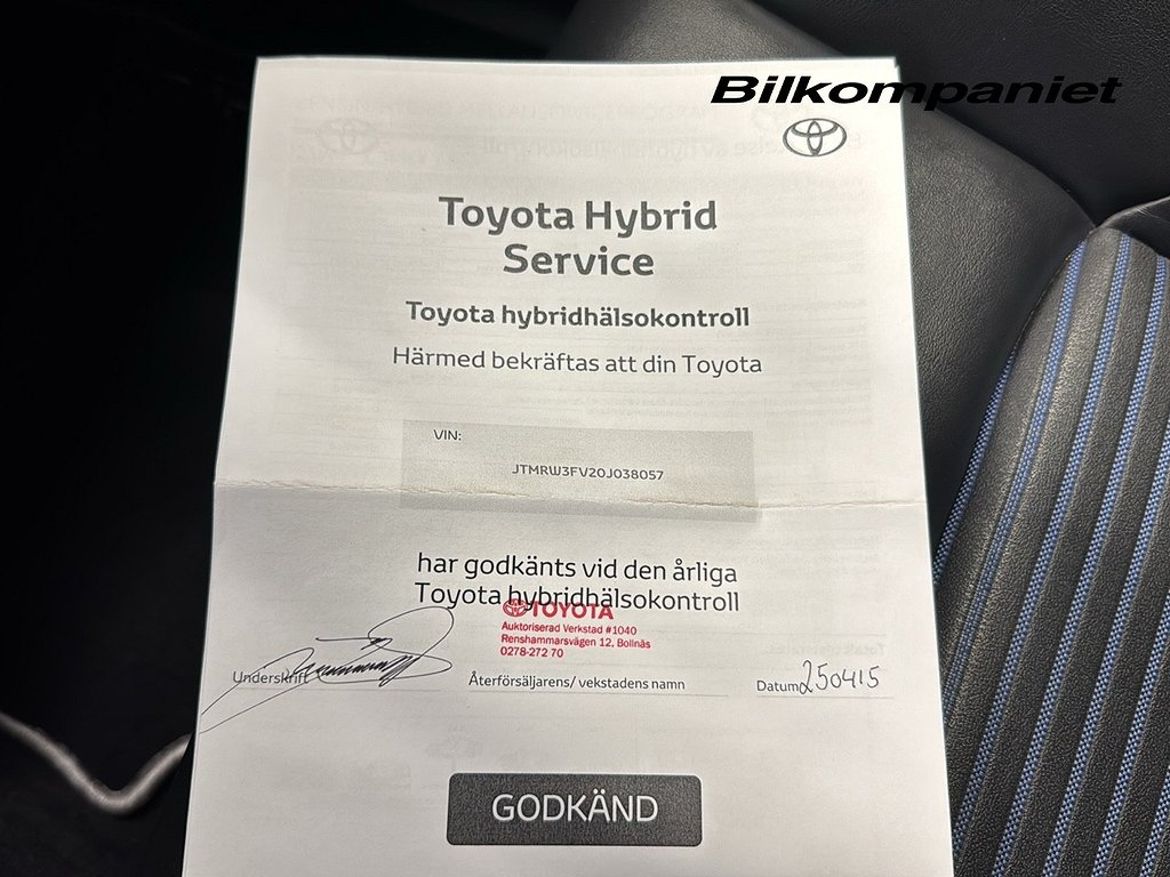 Bilkompaniet
Toyota Hybrid
Service
Toyota hybridhälsokontroll
Härmed bekräftas att din Toyota
VIN:
JTMRW3FV20J038057
har godkänts vid den årliga
Toyota hybridhälsokontroll
TOYOTA
Auktoriserad Verkstad #1040
Renshammarsvägen 12, Bollnäs
0278-272 70
Underskrift
Återförsäljarens/ vekstadens namn
Datum 250415
GODKÄND